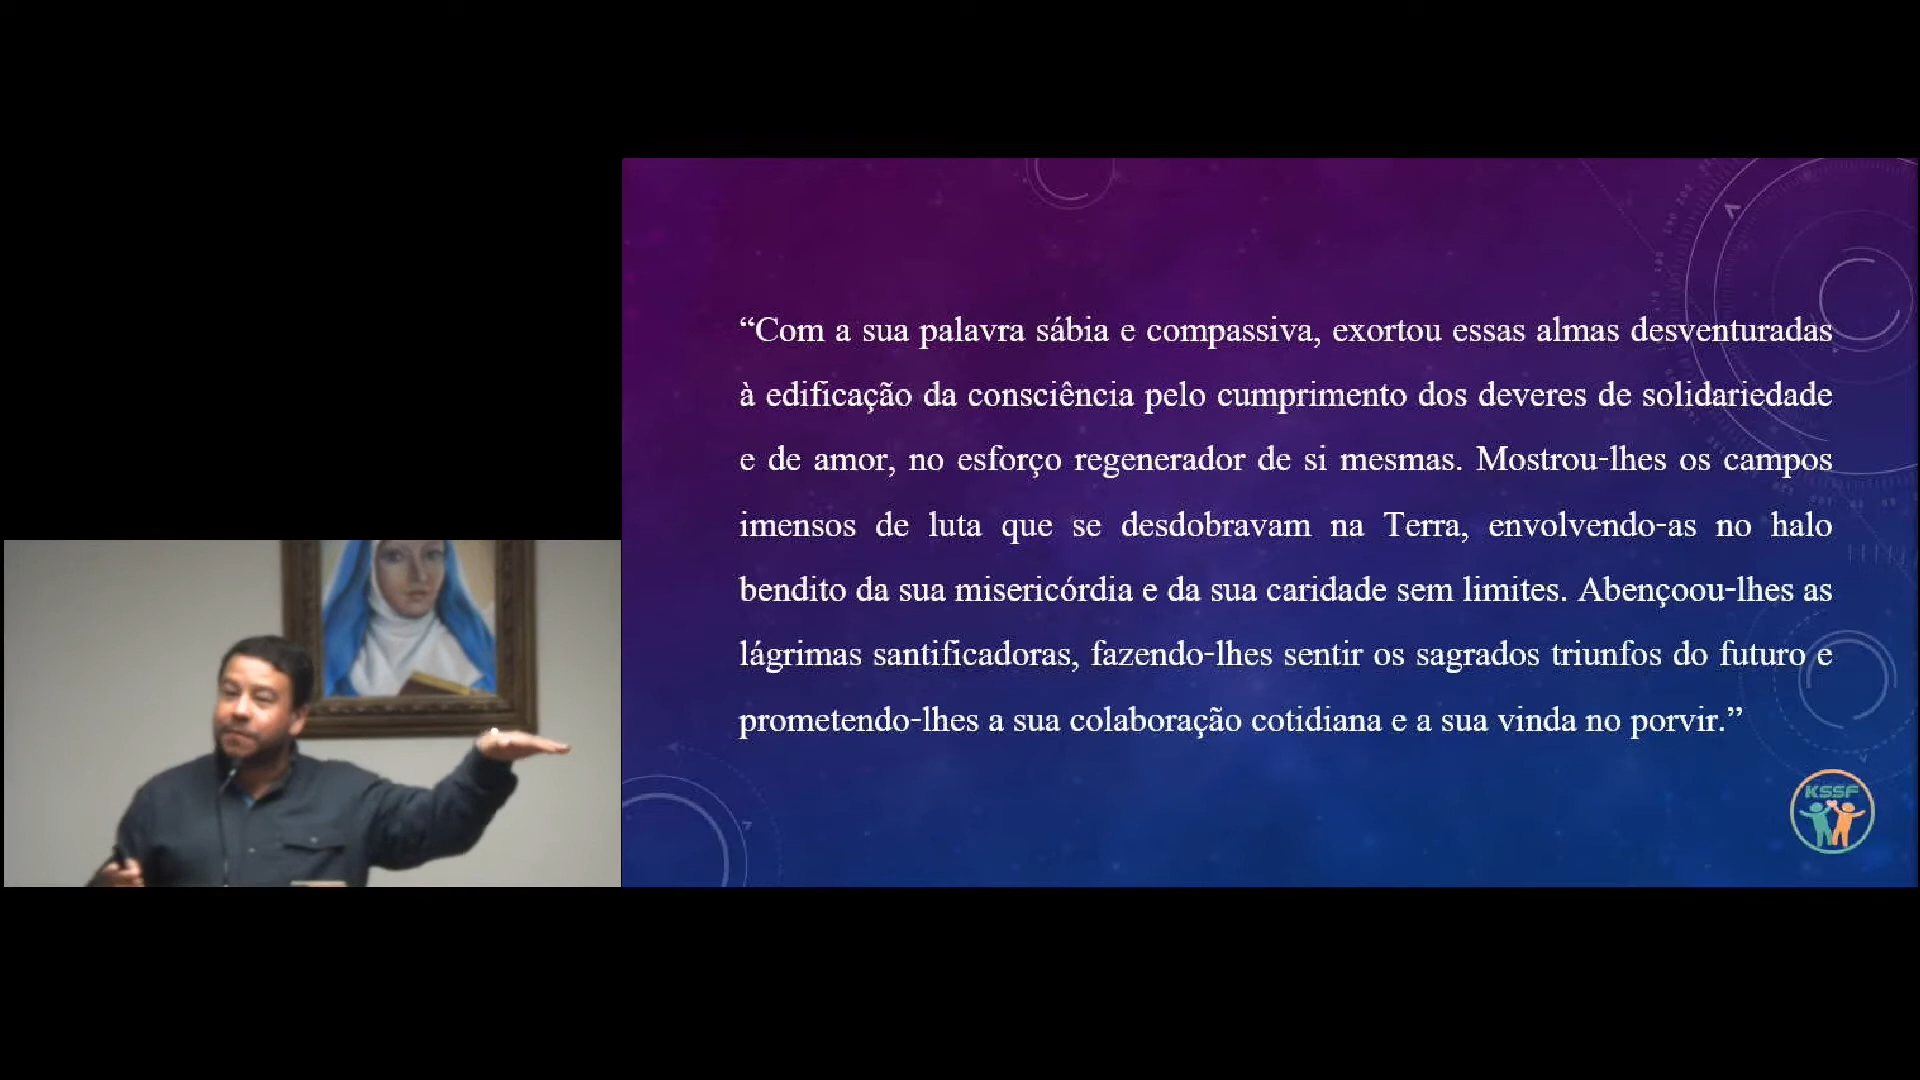 “Com a sua palavra sábia e compassiva, exortou essas almas desventuradas
à edificação da consciência pelo cumprimento dos deveres de solidariedade
e de amor, no esforço regenerador de si mesmas. Mostrou-lhes os campos
imensos de luta que se desdobravam na Terra, envolvendo-as no halo
bendito da sua misericórdia e da sua caridade sem limites. Abençoou-lhes as
lágrimas santificadoras, fazendo-lhes sentir os sagrados triunfos do futuro e
prometendo-lhes a sua colaboração cotidiana e a sua vinda no porvir.”
KSSF